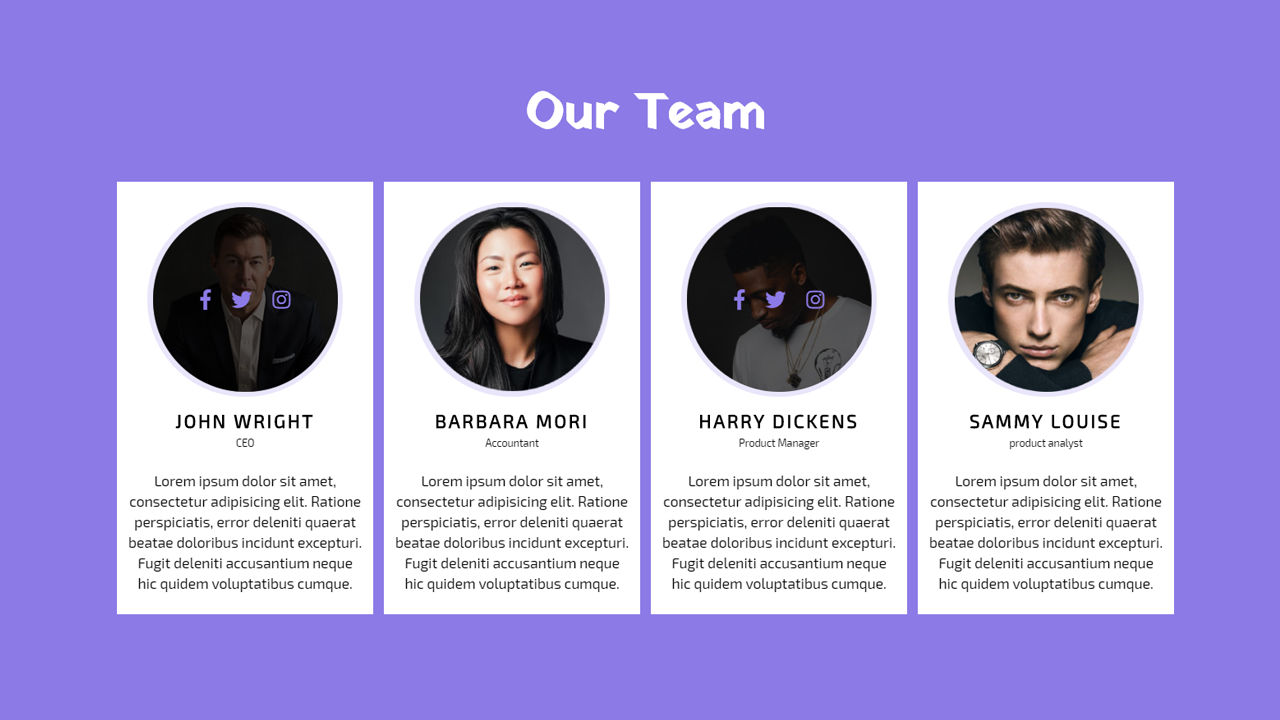 Our Team
JOHN WRIGHT
CEO
Lorem ipsum dolor sit amet,
consectetur adipisicing elit. Ratione
perspiciatis, error deleniti quaerat
beatae doloribus incidunt excepturi.
Fugit deleniti accusantium neque
hic quidem voluptatibus cumque.
BARBARA MORI
Accountant
Lorem ipsum dolor sit amet,
consectetur adipisicing elit. Ratione
perspiciatis, error deleniti quaerat
beatae doloribus incidunt excepturi.
Fugit deleniti accusantium neque
hic quidem voluptatibus cumque.
HARRY DICKENS
Product Manager
Lorem ipsum dolor sit amet,
consectetur adipisicing elit. Ratione
perspiciatis, error deleniti quaerat
beatae doloribus incidunt excepturi.
Fugit deleniti accusantium neque
hic quidem voluptatibus cumque.
SAMMY LOUISE
product analyst
Lorem ipsum dolor sit amet,
consectetur adipisicing elit. Ratione
perspiciatis, error deleniti quaerat
beatae doloribus incidunt excepturi.
Fugit deleniti accusantium neque
hic quidem voluptatibus cumque.